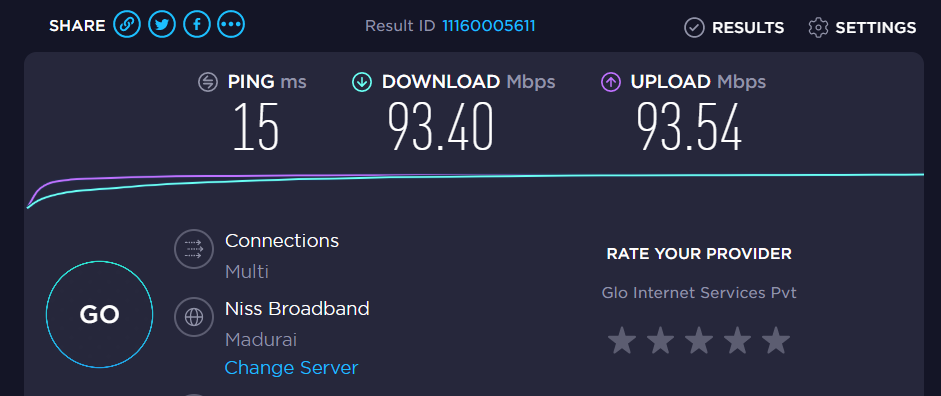 SHARE Result ID 11160005611 RESULTS SETTINGS
PING ms DOWNLOAD Mbps UPLOAD Mbps
15 93.40 93.54
Connections
Multi
Niss Broadband
Madurai
Change Server
GO
RATE YOUR PROVIDER
Glo Internet Services Pvt